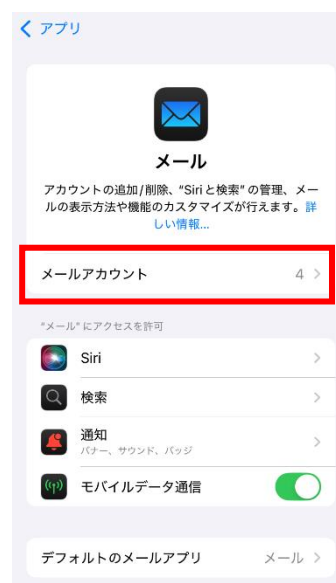 アプリ
メール
アカウントの追加/削除、“Siriと検索”の管理、メー
ルの表示方法や機能のカスタマイズが行えます。詳
しい情報...
メールアカウント 4
“メール”にアクセスを許可
Siri
検索
通知
バナー、サウンド、バッジ
モバイルデータ通信
デフォルトのメールアプリ メール